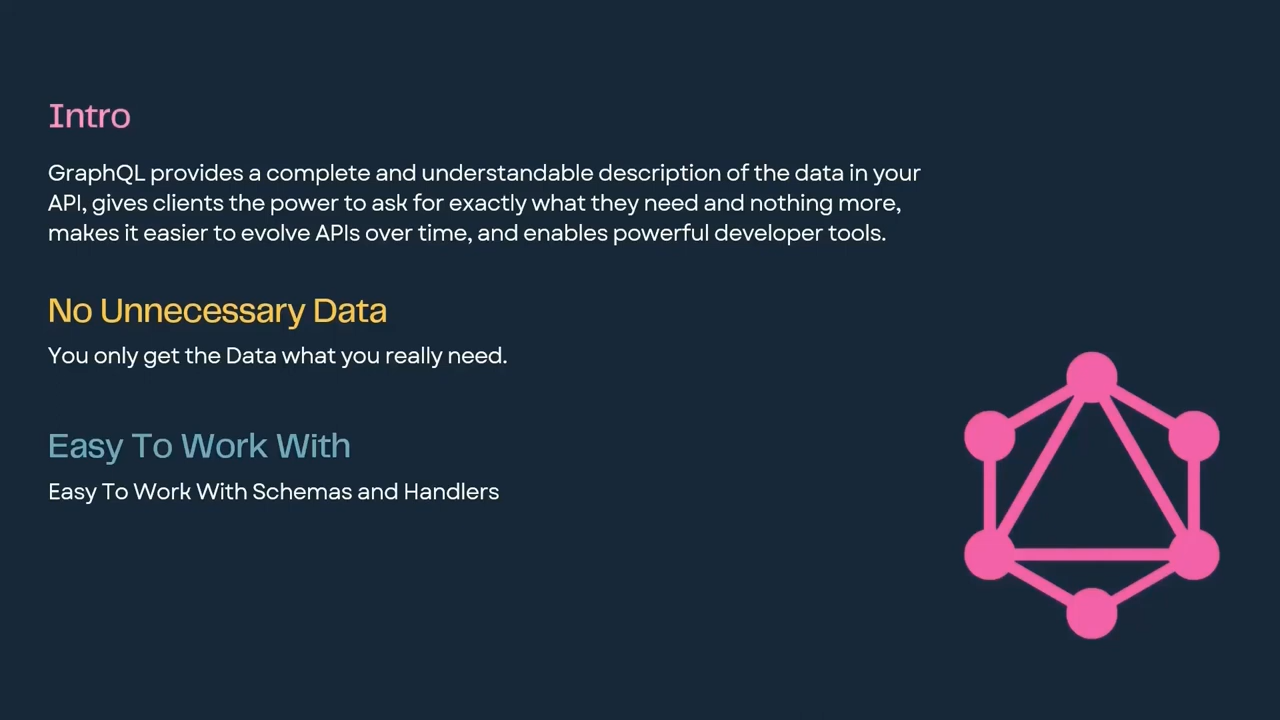 Intro
GraphQL provides a complete and understandable description of the data in your
API, gives clients the power to ask for exactly what they need and nothing more,
makes it easier to evolve APIs over time, and enables powerful developer tools.
No Unnecessary Data
You only get the Data what you really need.
Easy To Work With
Easy To Work With Schemas and Handlers